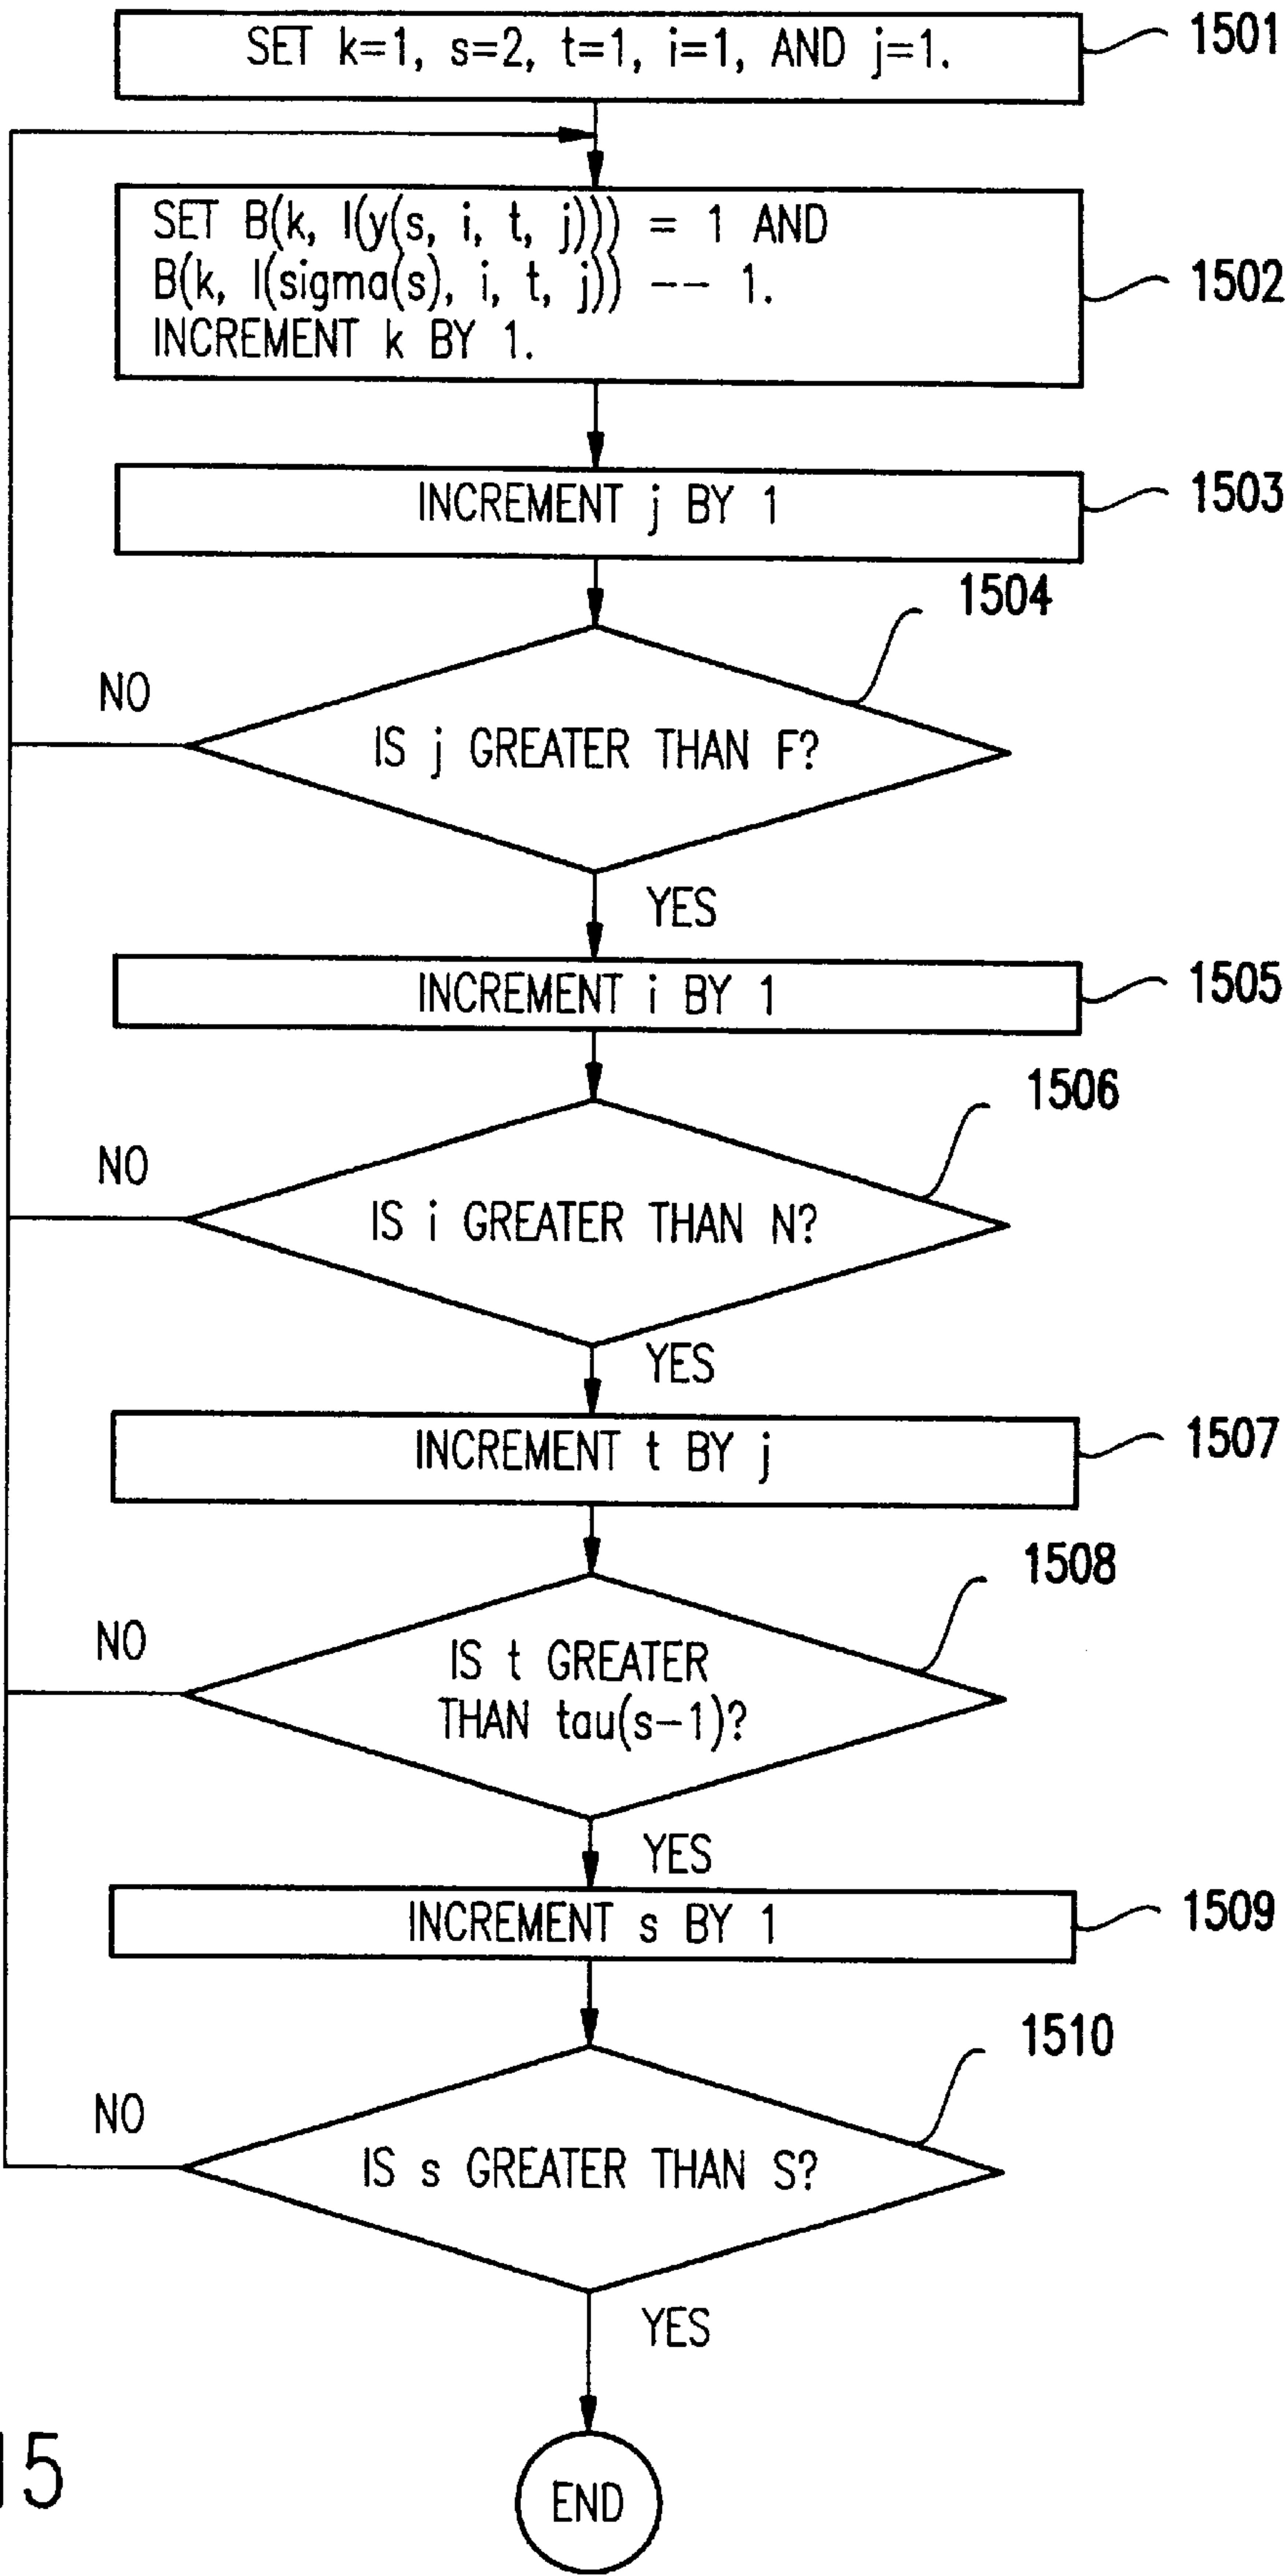 SET k=1, s=2, t=1, i=1, AND j=1.
1501
SET B(k, I(y(s, i, t, j))) = 1 AND
B(k, I(sigma(s), i, t, j)) -- 1.
INCREMENT k BY 1.
1502
INCREMENT j BY 1
1503
1504
NO
IS j GREATER THAN F?
YES
INCREMENT i BY 1
1505
1506
NO
IS i GREATER THAN N?
YES
INCREMENT t BY j
1507
1508
NO
IS t GREATER
THAN tau(s-1)?
YES
INCREMENT s BY 1
1509
1510
NO
IS s GREATER THAN S?
YES
END
15